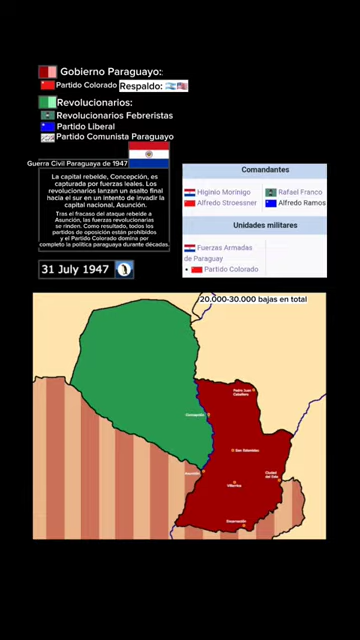 Gobierno Paraguayo:
Partido Colorado Respaldo:
Revolucionarios:
Revolucionarios Febreristas
Partido Liberal
Partido Comunista Paraguayo
Guerra Civil Paraguaya de 1947
La capital rebelde, Concepción, es
capturada por fuerzas leales. Los
revolucionarios lanzan un asalto final
hacia el sur en un intento de invadir la
capital nacional, Asunción.
Tras el fracaso del ataque rebelde a
Asunción, las fuerzas revolucionarias
se rinden. Como resultado, todos los
partidos de oposición están prohibidos
y el Partido Colorado domina por
completo la política paraguaya durante décadas.
Comandantes
Higinio Morínigo
Alfredo Stroessner
Rafael Franco
Alfredo Ramos
Unidades militares
Fuerzas Armadas
de Paraguay
• Partido Colorado
31 July 1947
20.000-30.000 bajas en total
Pedro Juan
Caballero
Concepción
San Estanislao
Asunción
Ciudad
del Este
Villarrica
Encarnación